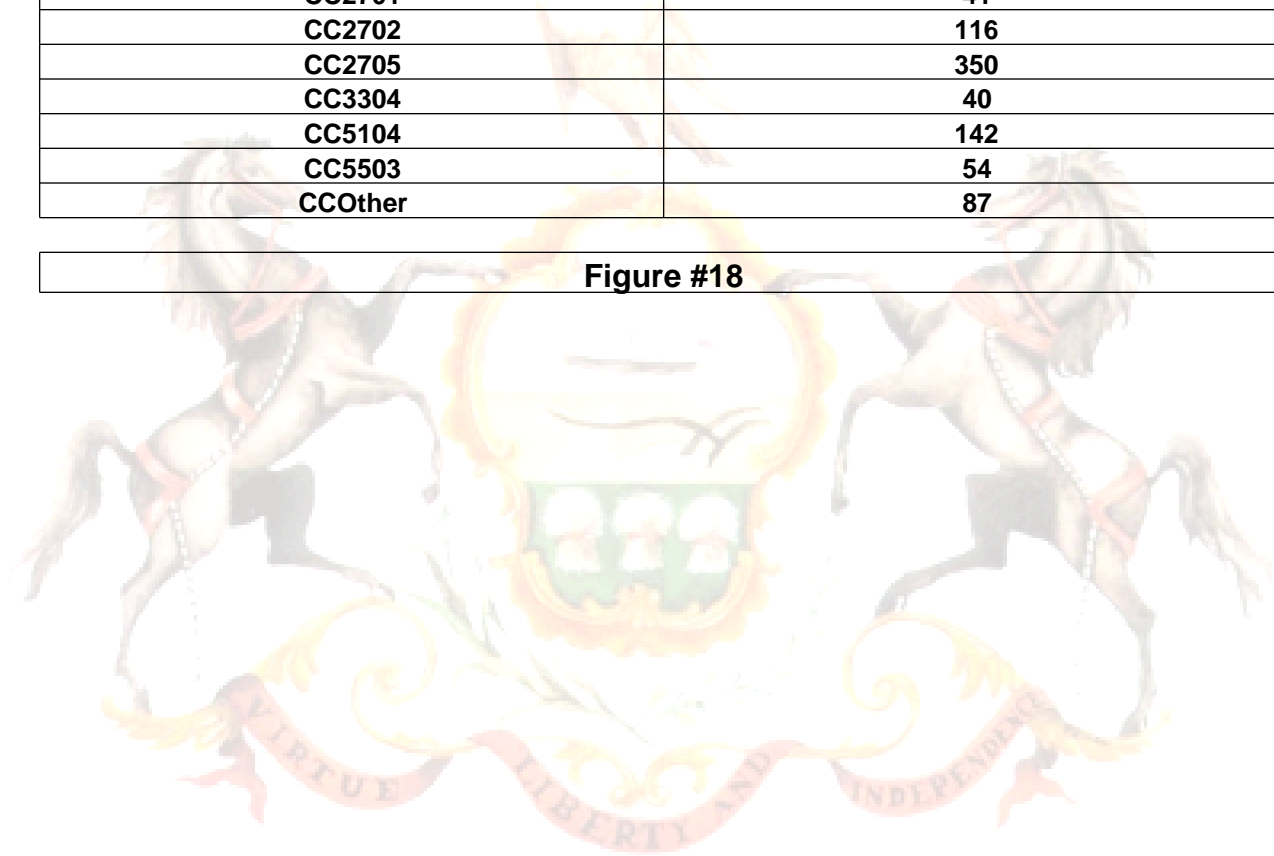 CC2702 116
CC2705 350
CC3304 40
CC5104 142
CC5503 54
CCOther 87
Figure #18
VIRTUE LIBERTY AND INDEPENDENCE